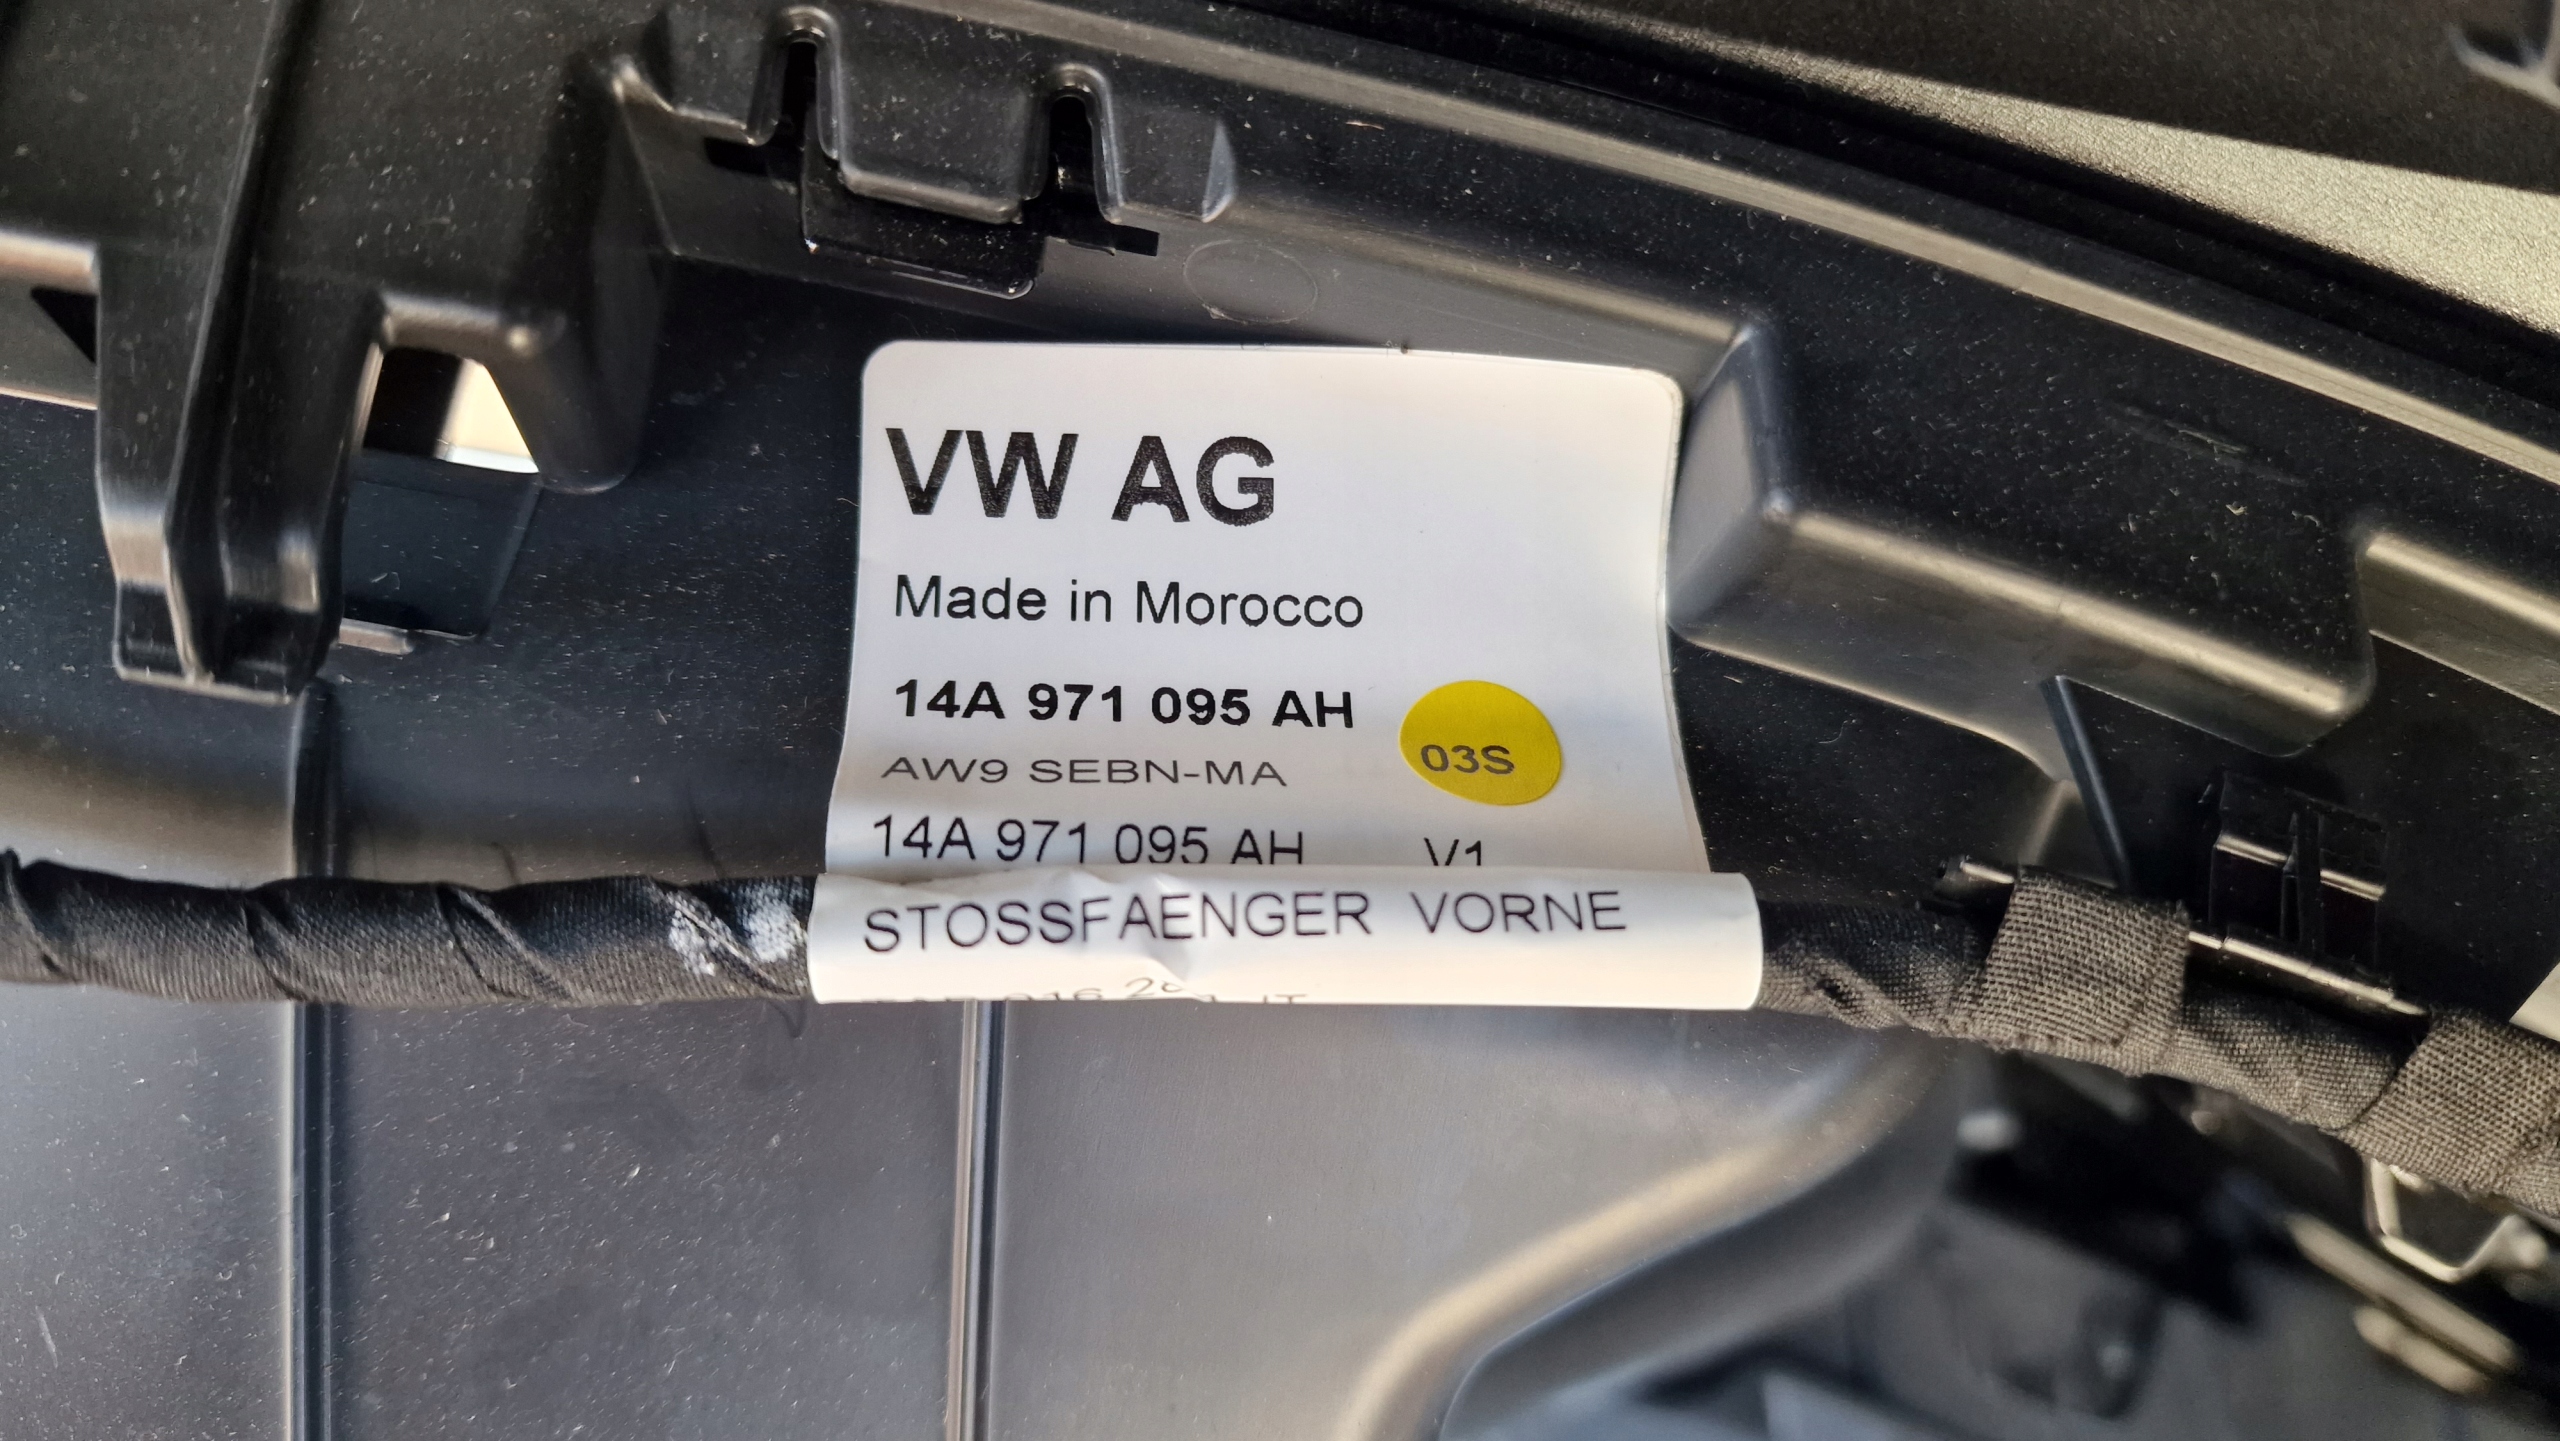 VW AG
Made in Morocco
14A 971 095 AH
AW9 SEBN-MA
03S
14A 971 095 AH V1
STOSSFAENGER VORNE